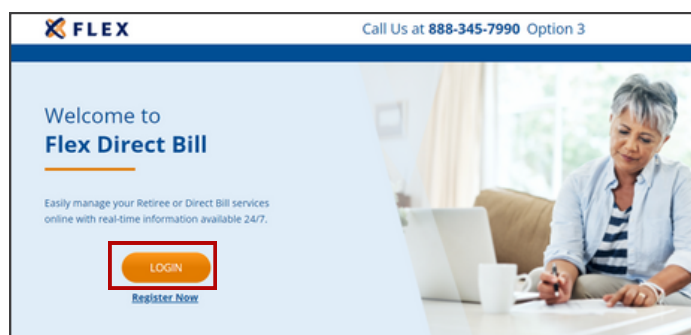 FLEX
Call Us at 888-345-7990 Option 3
Welcome to
Flex Direct Bill
Easily manage your Retiree or Direct Bill services
online with real-time information available 24/7.
LOGIN
Register Now